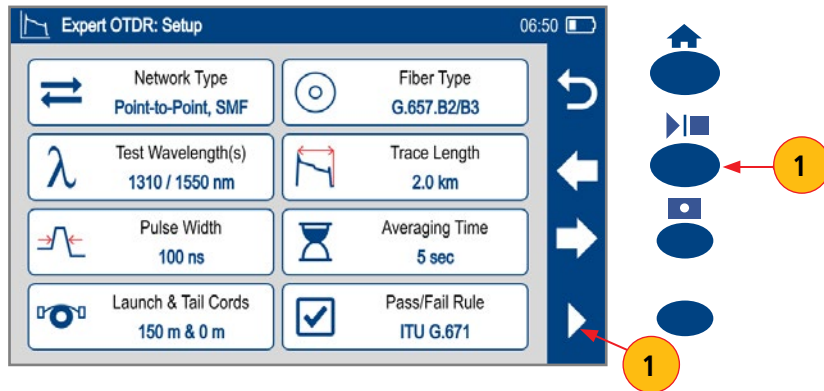 Expert OTDR: Setup 06:50
Network Type
Point-to-Point, SMF
Fiber Type
G.657.B2/B3
λ
Test Wavelength(s)
1310 / 1550 nm
Trace Length
2.0 km
Pulse Width
100 ns
Averaging Time
5 sec
Launch & Tail Cords
150 m & 0 m
Pass/Fail Rule
ITU G.671
1
1